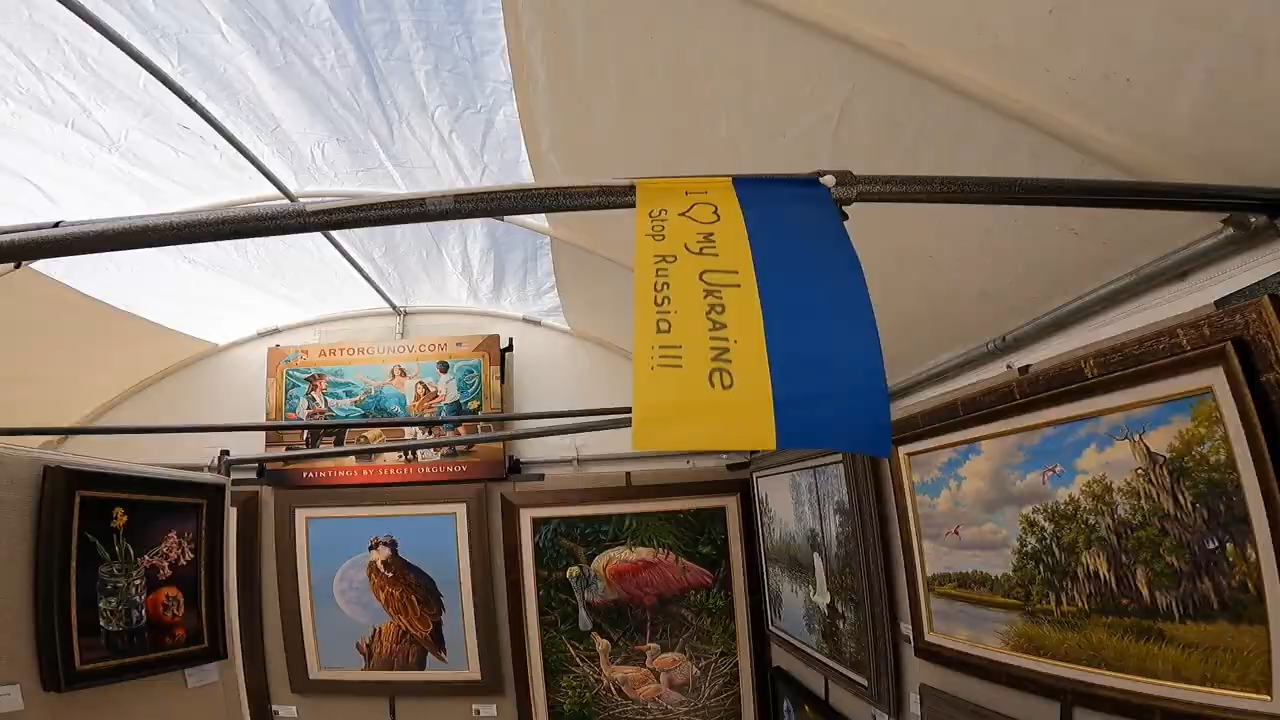 I ♡ my UKRAINE
Stop Russia!!!
ARTORGUNOV.COM
PAINTINGS BY SERGEI ORGUNOV